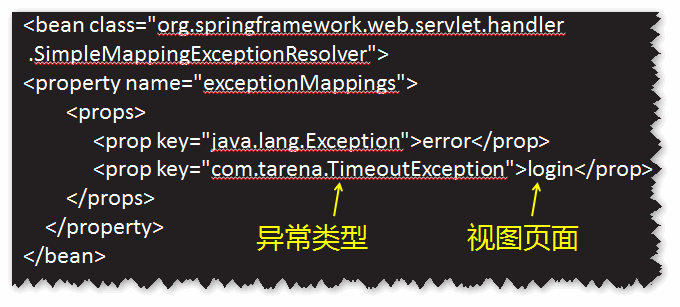 <bean class="org.springframework.web.servlet.handler
.SimpleMappingExceptionResolver">
<property name="exceptionMappings">
<props>
<prop key="java.lang.Exception">error</prop>
<prop key="com.tarena.TimeoutException">login</prop>
</props>
</property>
异常类型 视图页面
</bean>